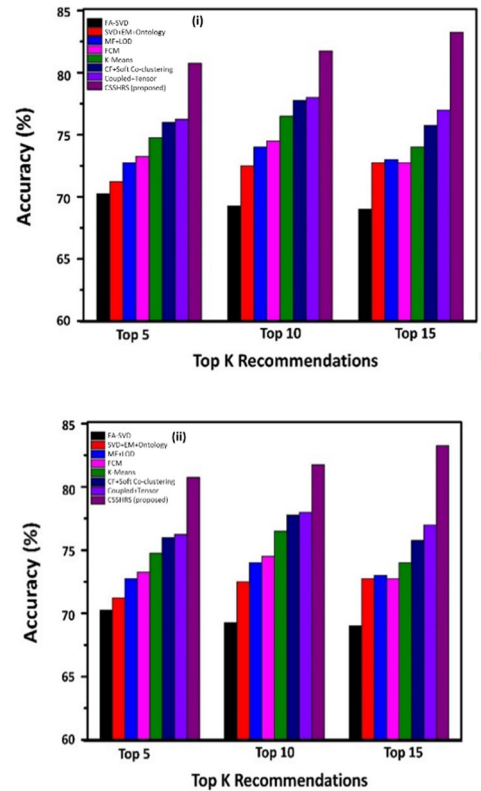 (i)
FA-SVD
SVD+EM+Ontology
MF+LOD
FCM
K-Means
CF+Soft Co-clustering
Coupled+Tensor
CSSHRS (proposed)
85
80
75
70
65
60
Accuracy (%)
Top 5 Top 10 Top 15
Top K Recommendations
(ii)
FA-SVD
SVD+EM+Ontology
MF+LOD
FCM
K-Means
CF+Soft Co-clustering
Coupled+Tensor
CSSHRS (proposed)
85
80
75
70
65
60
Accuracy (%)
Top 5 Top 10 Top 15
Top K Recommendations